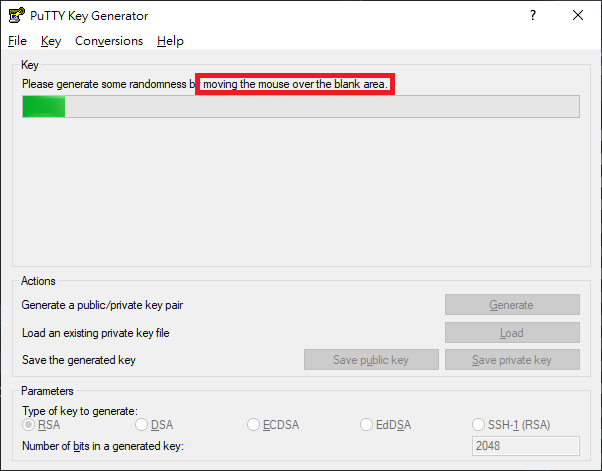 PuTTY Key Generator
File Key Conversions Help
Key
Please generate some randomness by moving the mouse over the blank area.
Actions
Generate a public/private key pair Generate
Load an existing private key file Load
Save the generated key Save public key Save private key
Parameters
Type of key to generate:
RSA DSA ECDSA EdDSA SSH-1 (RSA)
Number of bits in a generated key: 2048